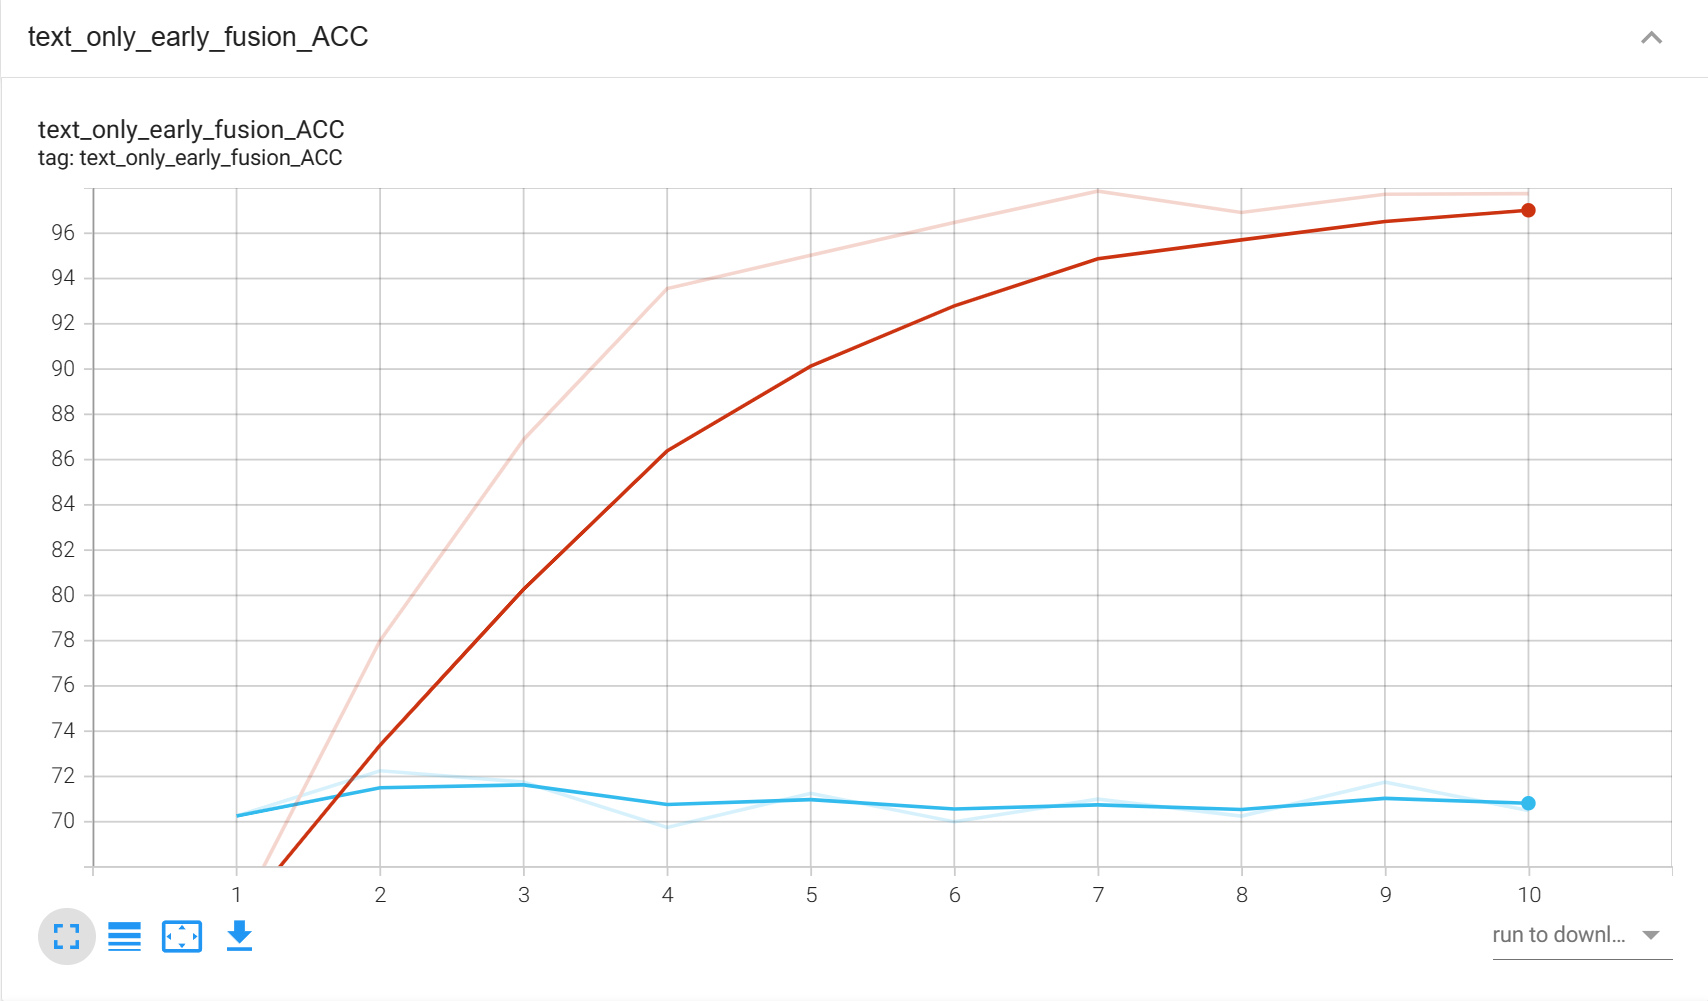 text_only_early_fusion_ACC
text_only_early_fusion_ACC
tag: text_only_early_fusion_ACC
96
94
92
90
88
86
84
82
80
78
76
74
72
70
1 2 3 4 5 6 7 8 9 10
run to downl...